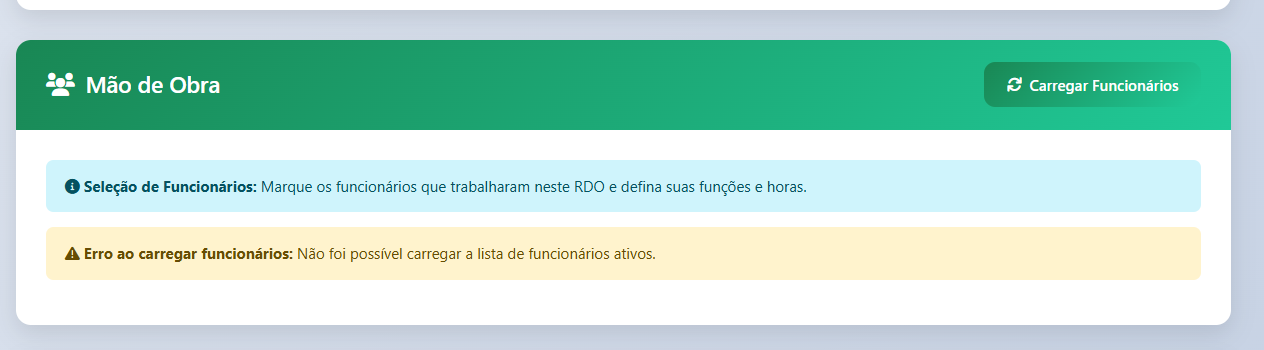 Mão de Obra
Carregar Funcionários
Seleção de Funcionários: Marque os funcionários que trabalharam neste RDO e defina suas funções e horas.
Erro ao carregar funcionários: Não foi possível carregar a lista de funcionários ativos.